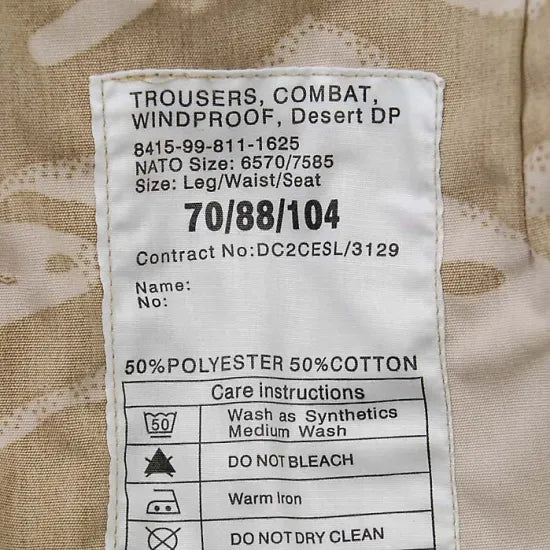 TROUSERS, COMBAT,
WINDPROOF, Desert DP
8415-99-811-1625
NATO Size: 6570/7585
Size: Leg/Waist/Seat
70/88/104
Contract No:DC2CESL/3129
Name:
No:
50%POLYESTER 50%COTTON
Care instructions
50 Wash as Synthetics
Medium Wash
DO NOT BLEACH
Warm Iron
DO NOT DRY CLEAN